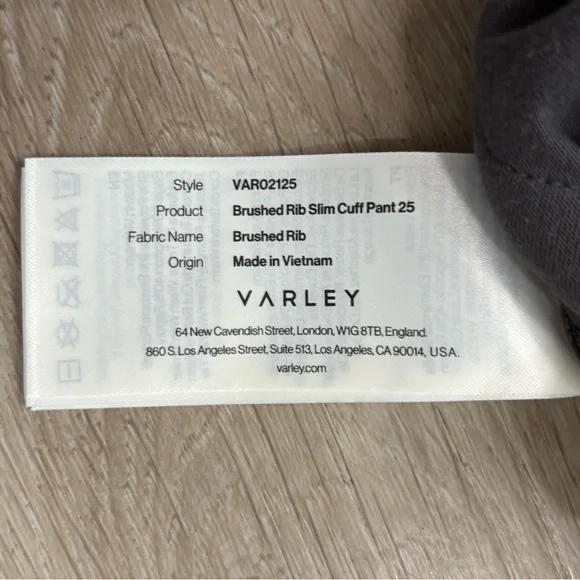 Style VAR02125
Product Brushed Rib Slim Cuff Pant 25
Fabric Name Brushed Rib
Origin Made in Vietnam
VARLEY
64 New Cavendish Street, London, W1G 8TB, England.
860 S. Los Angeles Street, Suite 513, Los Angeles, CA 90014, U.S.A.
varley.com